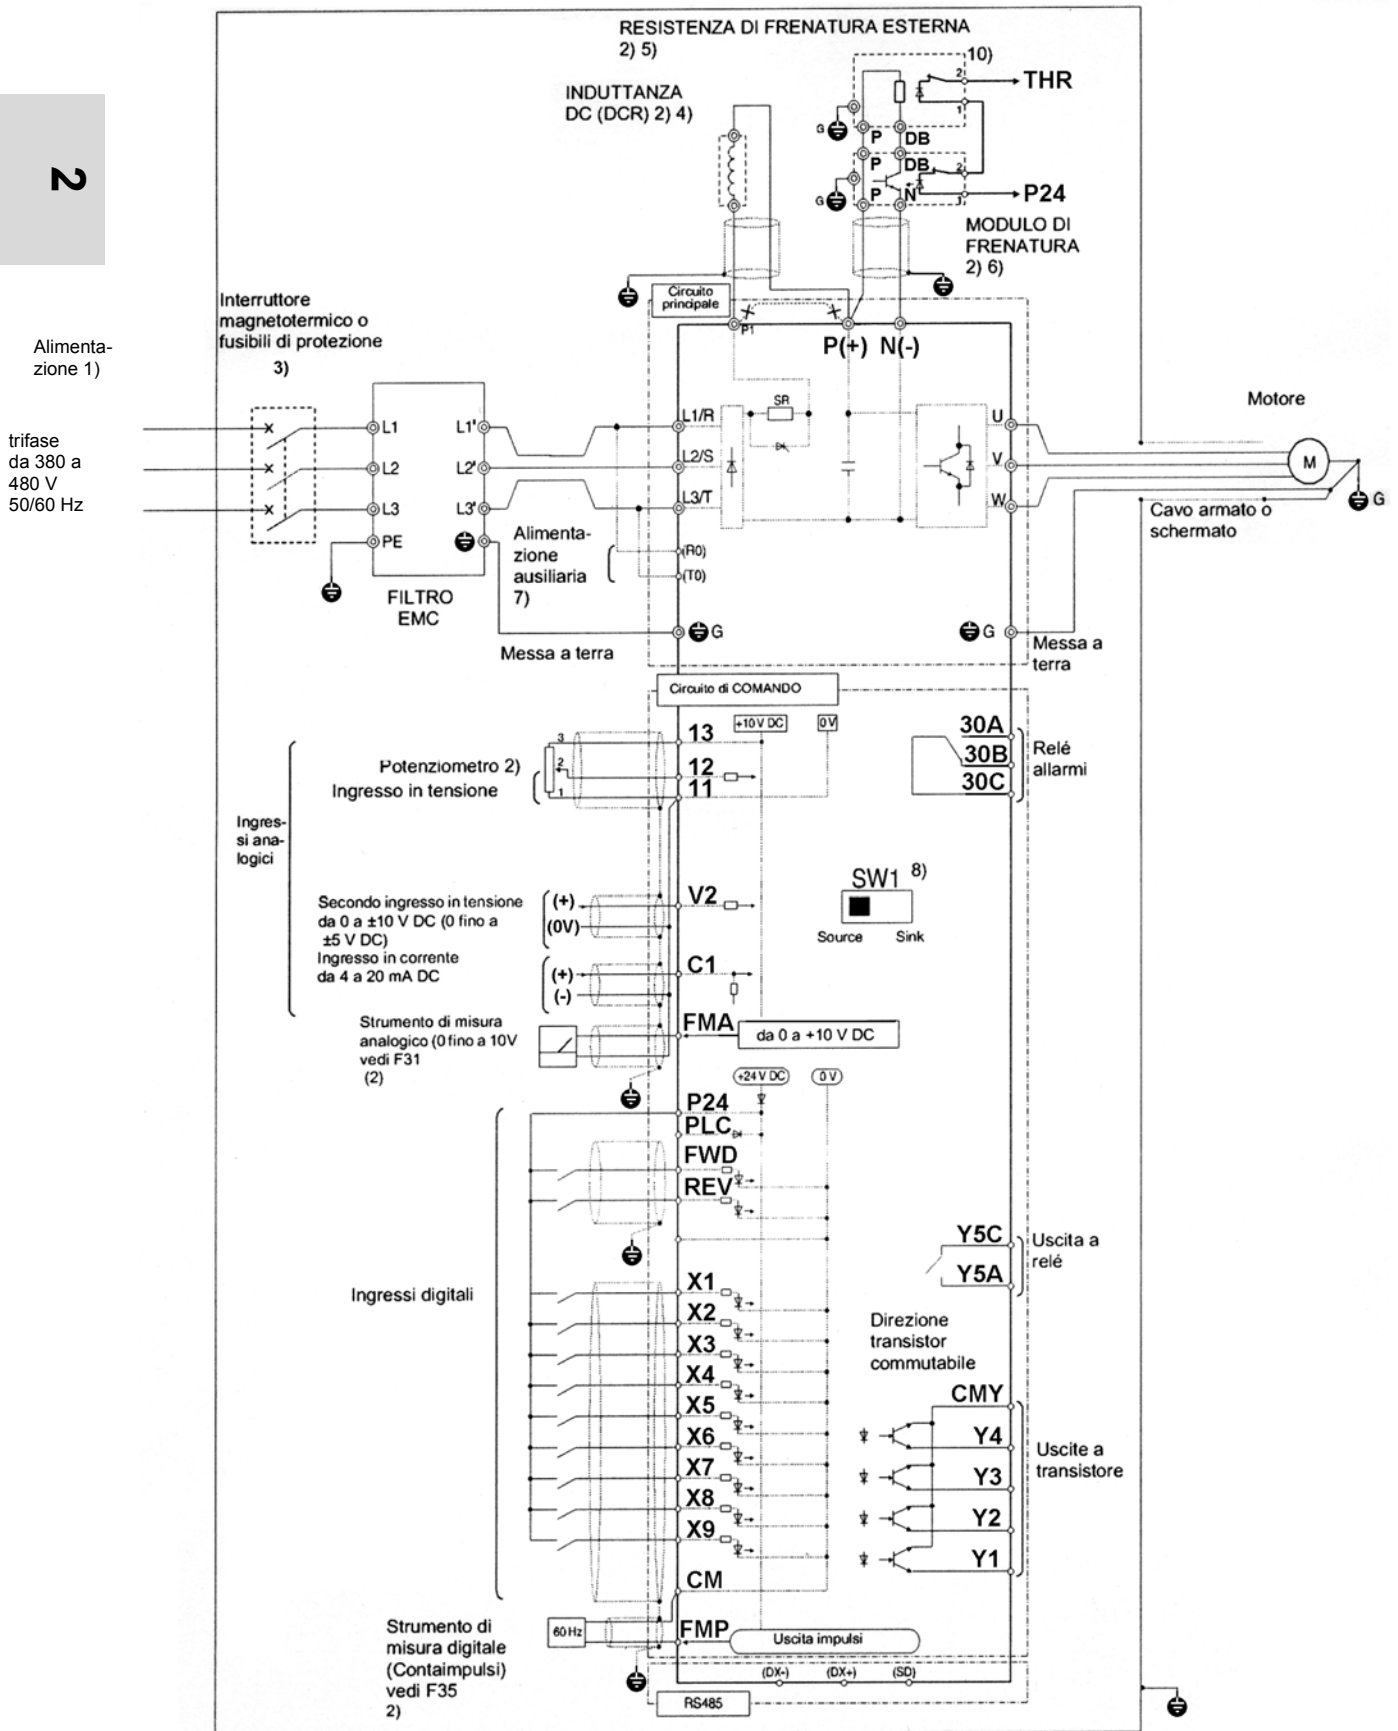 RESISTENZA DI FRENATURA ESTERNA
2) 5)
10)
2
THR
1
INDUTTANZA
DC (DCR) 2) 4)
G
P
DB
P
DB
2
G
P
N
1
P24
2
MODULO DI
FRENATURA
2) 6)
Circuito
principale
P1
P(+)
N(-)
Interruttore
magnetotermico o
fusibili di protezione
3)
Alimenta-
zione 1)
trifase
da 380 a
480 V
50/60 Hz
L1
L1'
L2
L2'
L3
L3'
PE
FILTRO
EMC
Alimenta-
zione
ausiliaria
7)
L1/R
L2/S
L3/T
(R0)
(T0)
SR
U
V
W
Motore
M
G
Cavo armato o
schermato
G
G
Messa a terra
Messa a
terra
Circuito di COMANDO
+10 V DC
0 V
3
13
2
12
1
11
Potenziometro 2)
Ingresso in tensione
Ingres-
si ana-
logici
30A
30B
30C
Relé
allarmi
SW1 8)
Source
Sink
Secondo ingresso in tensione
da 0 a ±10 V DC (0 fino a
±5 V DC)
Ingresso in corrente
da 4 a 20 mA DC
(+)
(0V)
V2
(+)
(-)
C1
Strumento di misura
analogico (0 fino a 10V
vedi F31
(2)
FMA
da 0 a +10 V DC
+24 V DC
0 V
P24
PLC
FWD
REV
Ingressi digitali
X1
X2
X3
X4
X5
X6
X7
X8
X9
CM
Y5C
Y5A
Uscita a
relé
Direzione
transistor
commutabile
CMY
Y4
Y3
Y2
Y1
Uscite a
transistore
Strumento di
misura digitale
(Contaimpulsi)
vedi F35
2)
60 Hz
FMP
Uscita impulsi
(DX-)
(DX+)
(SD)
RS485